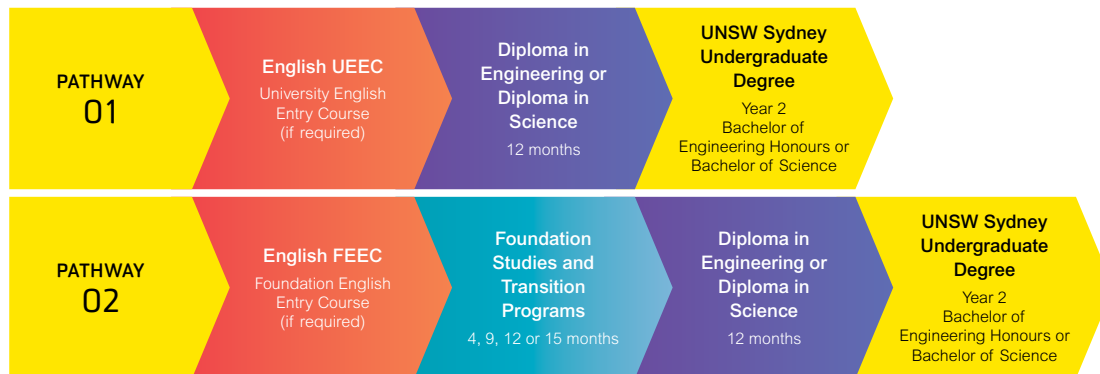 PATHWAY
01
English UEEC
University English
Entry Course
(if required)
Diploma in
Engineering or
Diploma in
Science
12 months
UNSW Sydney
Undergraduate
Degree
Year 2
Bachelor of
Engineering Honours or
Bachelor of Science
PATHWAY
02
English FEEC
Foundation English
Entry Course
(if required)
Foundation
Studies and
Transition
Programs
4, 9, 12 or 15 months
Diploma in
Engineering or
Diploma in
Science
12 months
UNSW Sydney
Undergraduate
Degree
Year 2
Bachelor of
Engineering Honours or
Bachelor of Science